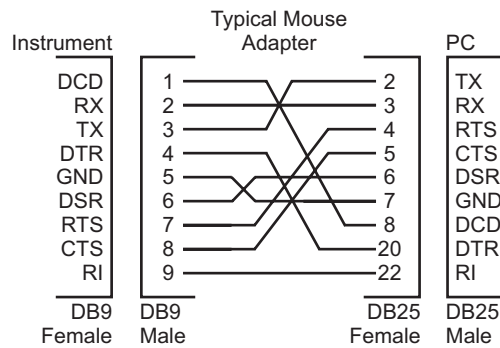 Typical Mouse
Instrument Adapter PC
DCD 1 2 TX
RX 2 3 RX
TX 3 4 RTS
DTR 4 5 CTS
GND 5 6 DSR
DSR 6 7 GND
RTS 7 8 DCD
CTS 8 20 DTR
RI 9 22 RI
DB9 DB9 DB25 DB25
Female Male Female Male